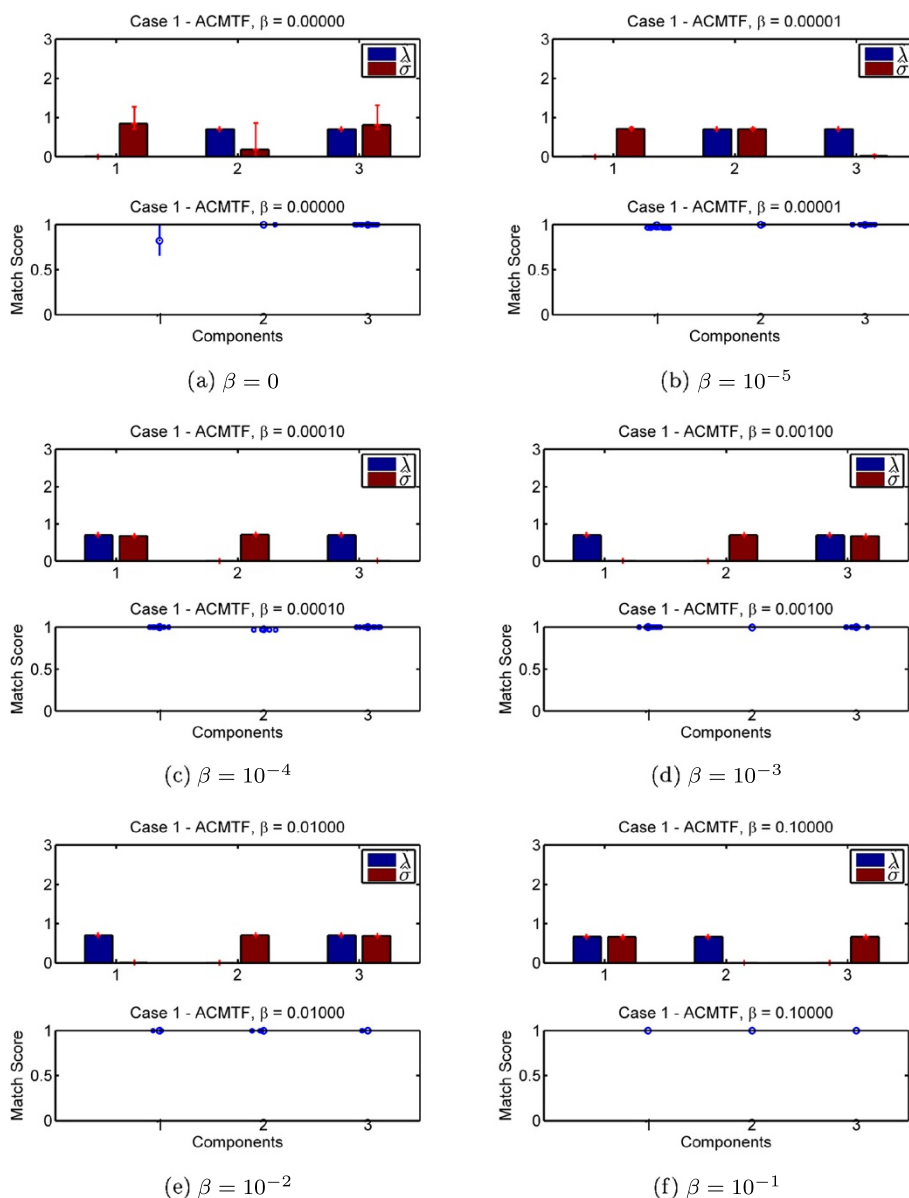 Case 1 - ACMTF, β = 0.00000
3
2
1
0
λ̂
σ̂
1 2 3
Case 1 - ACMTF, β = 0.00000
Match Score
1
0.5
0
1 2 3
Components
(a) β = 0
Case 1 - ACMTF, β = 0.00001
3
2
1
0
λ̂
σ̂
1 2 3
Case 1 - ACMTF, β = 0.00001
Match Score
1
0.5
0
1 2 3
Components
(b) β = 10⁻⁵
Case 1 - ACMTF, β = 0.00010
3
2
1
0
λ̂
σ̂
1 2 3
Case 1 - ACMTF, β = 0.00010
Match Score
1
0.5
0
1 2 3
Components
(c) β = 10⁻⁴
Case 1 - ACMTF, β = 0.00100
3
2
1
0
λ̂
σ̂
1 2 3
Case 1 - ACMTF, β = 0.00100
Match Score
1
0.5
0
1 2 3
Components
(d) β = 10⁻³
Case 1 - ACMTF, β = 0.01000
3
2
1
0
λ̂
σ̂
1 2 3
Case 1 - ACMTF, β = 0.01000
Match Score
1
0.5
0
1 2 3
Components
(e) β = 10⁻²
Case 1 - ACMTF, β = 0.10000
3
2
1
0
λ̂
σ̂
1 2 3
Case 1 - ACMTF, β = 0.10000
Match Score
1
0.5
0
1 2 3
Components
(f) β = 10⁻¹